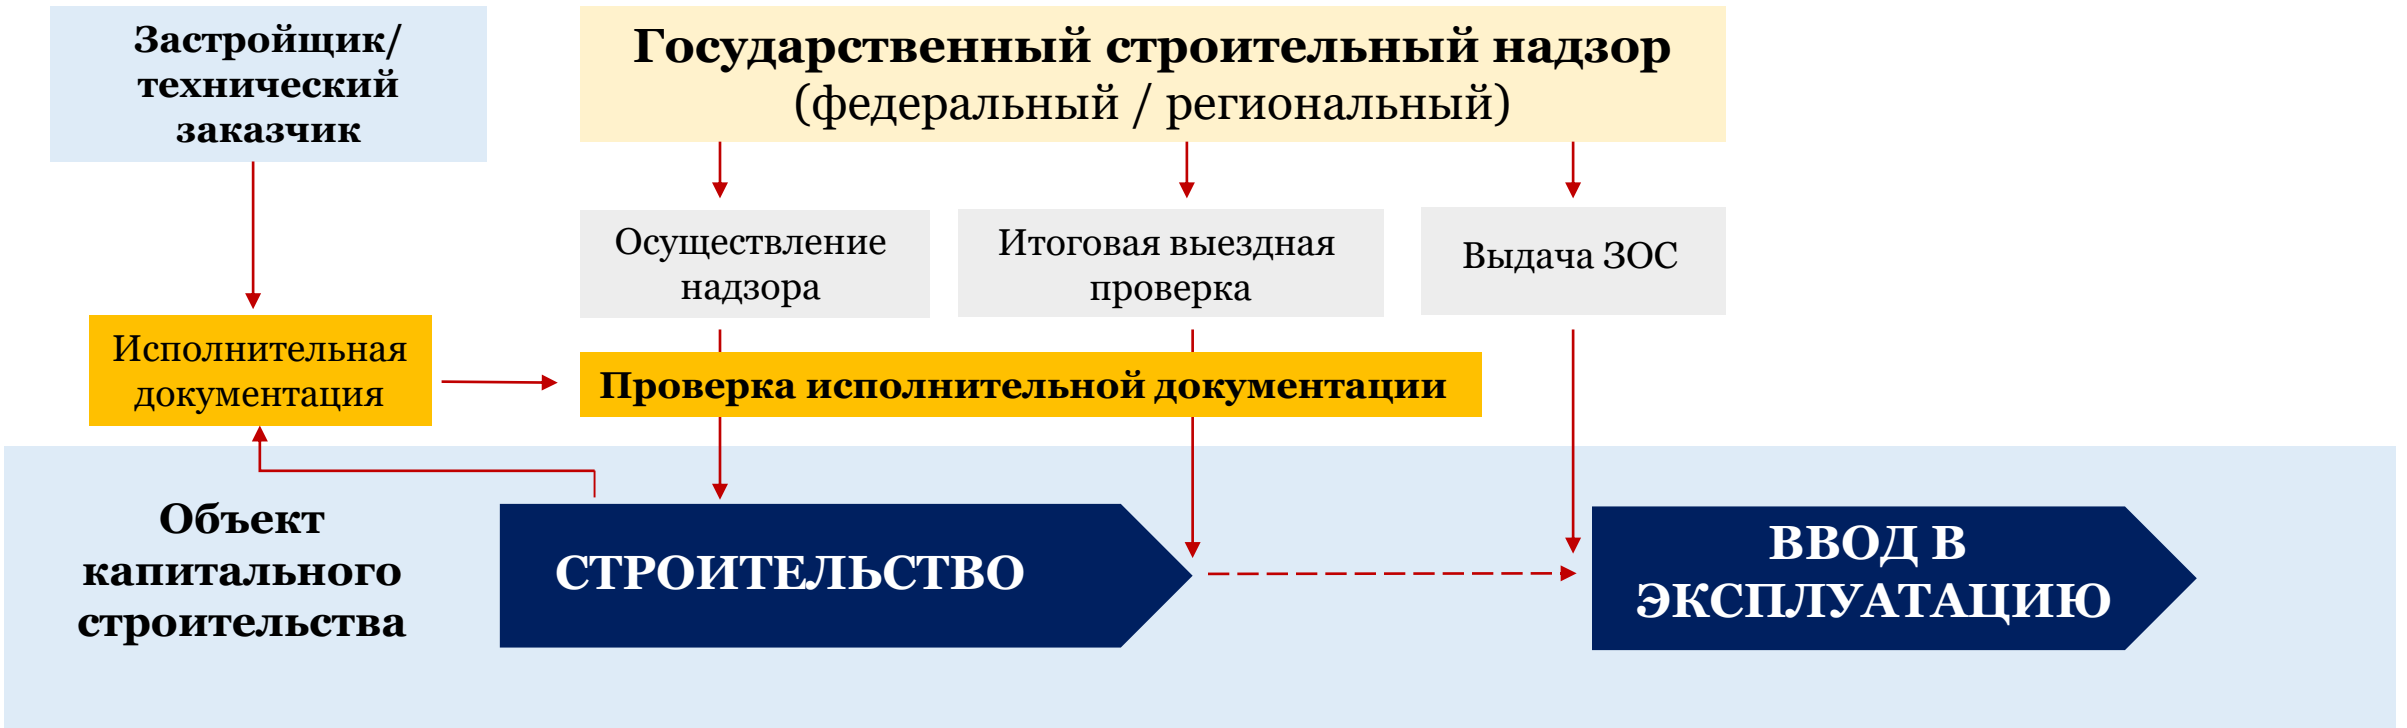 Застройщик/
технический
заказчик
Государственный строительный надзор
(федеральный / региональный)
Осуществление
надзора
Итоговая выездная
проверка
Выдача ЗОС
Исполнительная
документация
Проверка исполнительной документации
Объект
капитального
строительства
СТРОИТЕЛЬСТВО
ВВОД В
ЭКСПЛУАТАЦИЮ